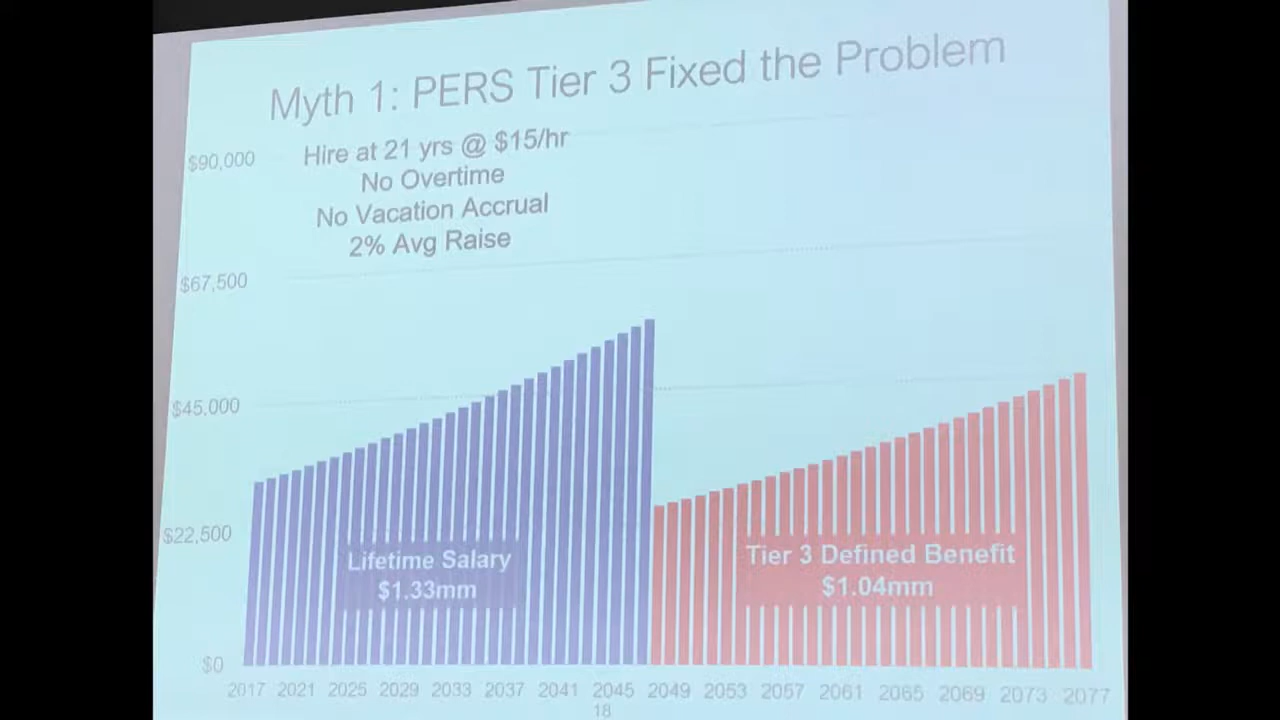 Myth 1: PERS Tier 3 Fixed the Problem
Hire at 21 yrs @ $15/hr
No Overtime
No Vacation Accrual
2% Avg Raise
$90,000
$67,500
$45,000
$22,500
$0
Lifetime Salary
$1.33mm
Tier 3 Defined Benefit
$1.04mm
2017 2021 2025 2029 2033 2037 2041 2045 2049 2053 2057 2061 2065 2069 2073 2077
18